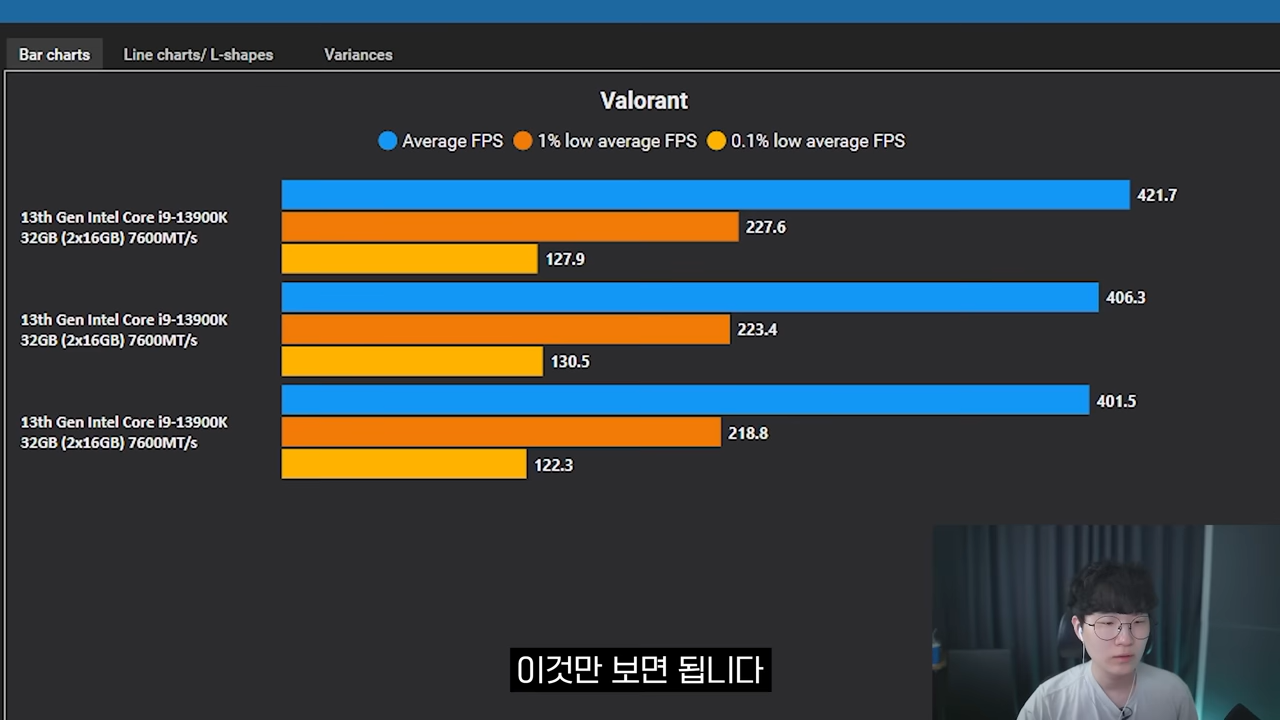 Bar charts Line charts/ L-shapes Variances
Valorant
Average FPS 1% low average FPS 0.1% low average FPS
13th Gen Intel Core i9-13900K
32GB (2x16GB) 7600MT/s
421.7
227.6
127.9
13th Gen Intel Core i9-13900K
32GB (2x16GB) 7600MT/s
406.3
223.4
130.5
13th Gen Intel Core i9-13900K
32GB (2x16GB) 7600MT/s
401.5
218.8
122.3
이것만 보면 됩니다